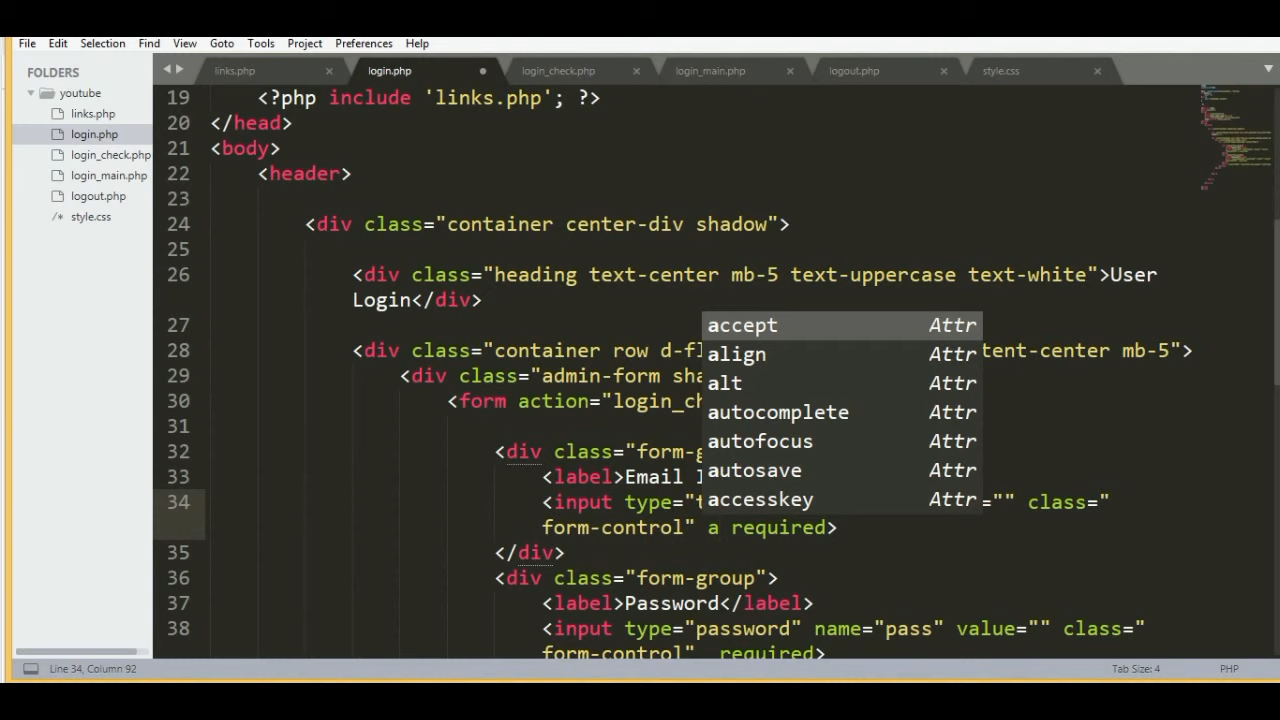 File Edit Selection Find View Goto Tools Project Preferences Help
FOLDERS
youtube
links.php
login.php
login_check.php
login_main.php
logout.php
/* style.css
links.php × login.php login_check.php × login_main.php × logout.php × style.css ×
19 <?php include 'links.php'; ?>
20 </head>
21 <body>
22 <header>
23
24 <div class="container center-div shadow">
25
26 <div class="heading text-center mb-5 text-uppercase text-white">User
Login</div>
27
28 <div class="container row d-fl tent-center mb-5">
29 <div class="admin-form sha
30 <form action="login_ch
31
32 <div class="form-g
33 <label>Email
34 <input type="t ="" class="
form-control" a required>
35 </div>
36 <div class="form-group">
37 <label>Password</label>
38 <input type="password" name="pass" value="" class="
form-control" required>
accept Attr
align Attr
alt Attr
autocomplete Attr
autofocus Attr
autosave Attr
accesskey Attr
Line 34, Column 92 Tab Size: 4 PHP